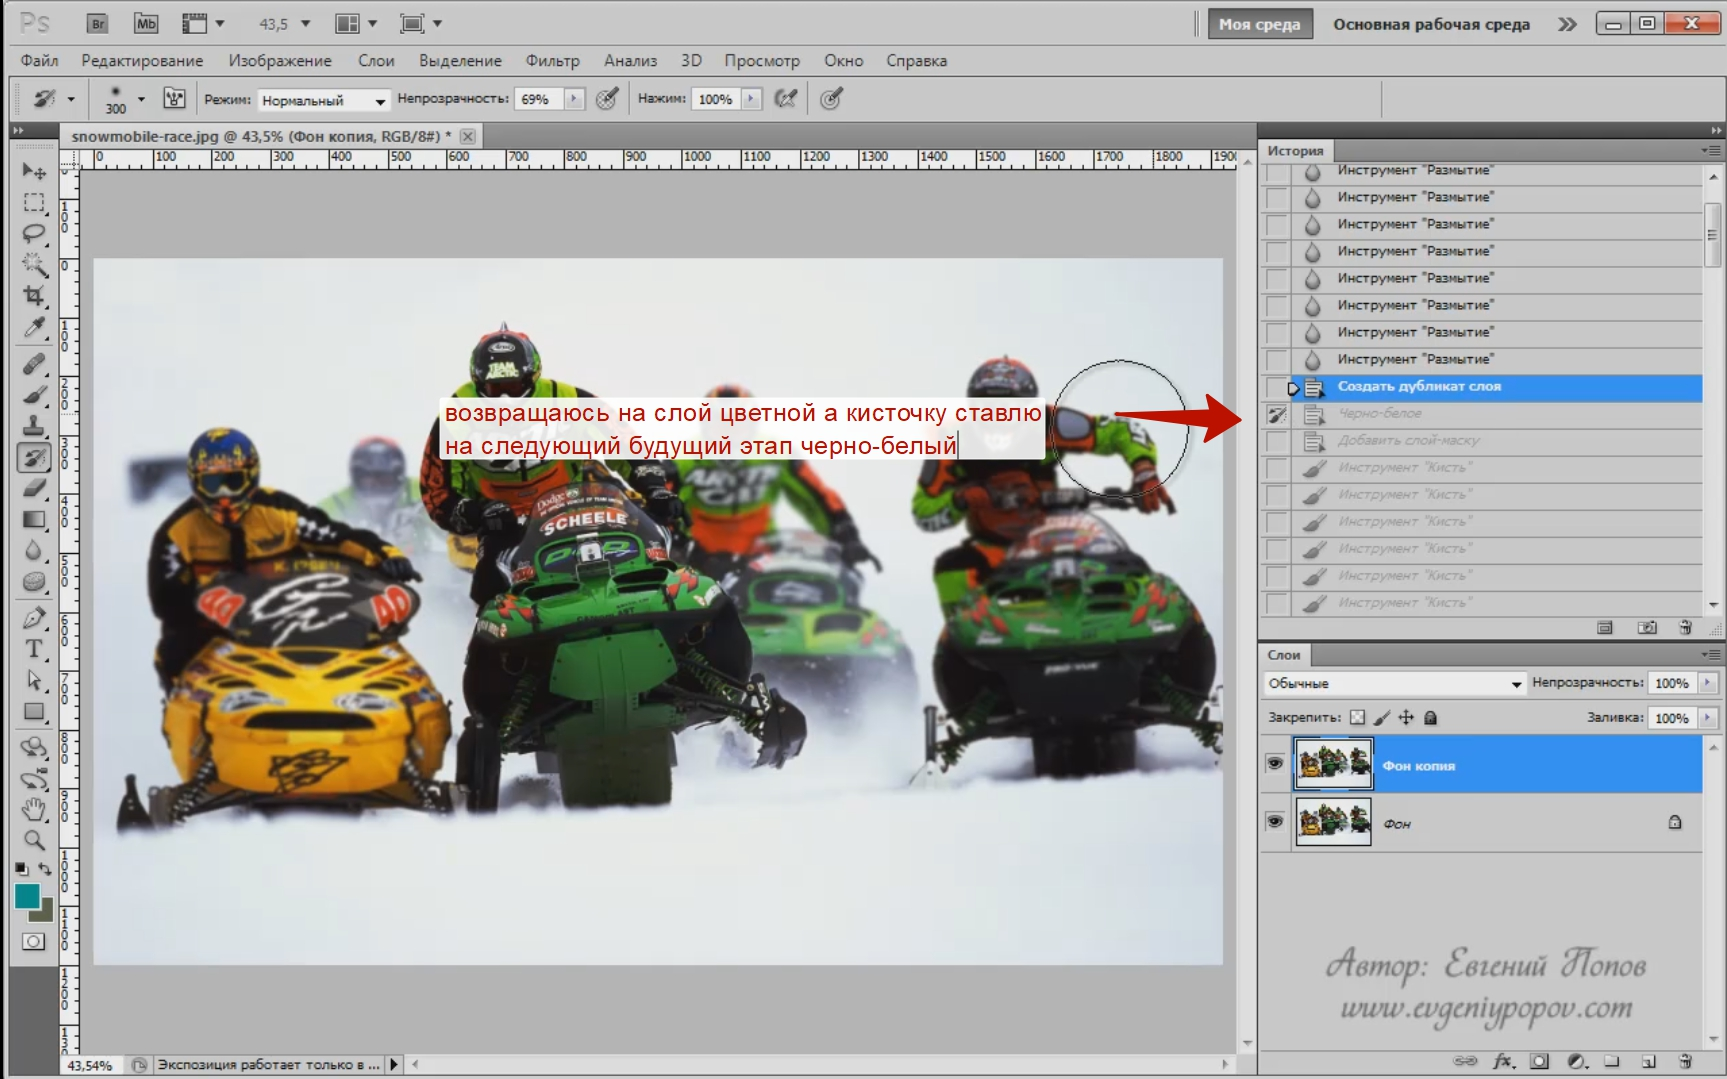 Ps
Br
Mb
43,5
Моя среда
Основная рабочая среда
Файл Редактирование Изображение Слои Выделение Фильтр Анализ 3D Просмотр Окно Справка
300
Режим: Нормальный
Непрозрачность: 69%
Нажим: 100%
snowmobile-race.jpg @ 43,5% (Фон копия, RGB/8#) *
0 100 200 300 400 500 600 700 800 900 1000 1100 1200 1300 1400 1500 1600 1700 1800 1900
возвращаюсь на слой цветной а кисточку ставлю
на следующий будущий этап черно-белый
TEAM
ARCTIC
Dodge
SCHEELE
История
Инструмент "Размытие"
Инструмент "Размытие"
Инструмент "Размытие"
Инструмент "Размытие"
Инструмент "Размытие"
Инструмент "Размытие"
Инструмент "Размытие"
Инструмент "Размытие"
Создать дубликат слоя
Черно-белое
Добавить слой-маску
Инструмент "Кисть"
Инструмент "Кисть"
Инструмент "Кисть"
Инструмент "Кисть"
Инструмент "Кисть"
Инструмент "Кисть"
Слои
Обычные
Непрозрачность: 100%
Закрепить:
Заливка: 100%
Фон копия
Фон
Автор: Евгений Попов
www.evgeniypopov.com
43,54%
Экспозиция работает только в ...